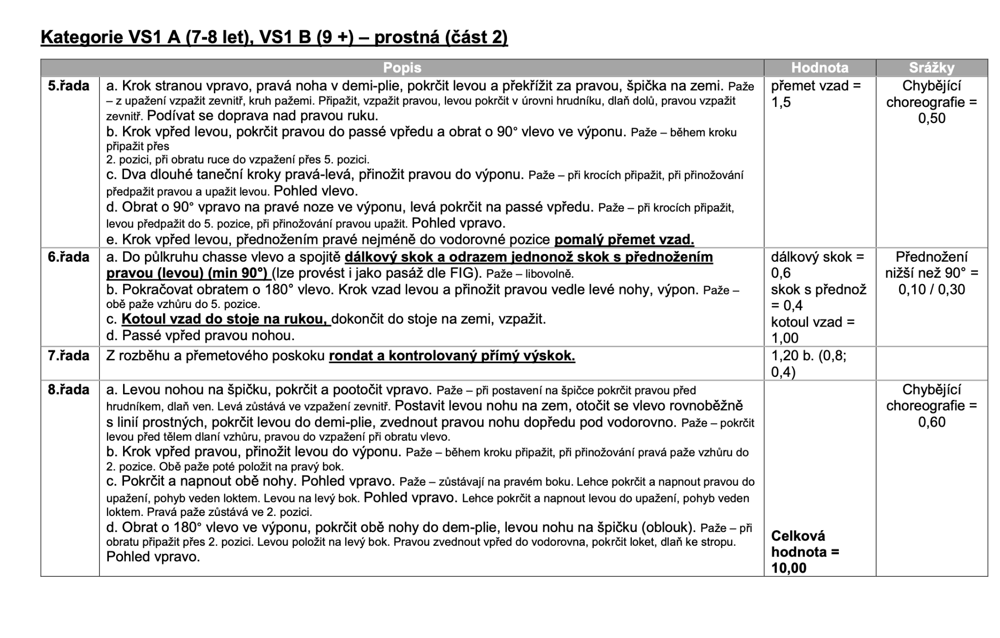 Kategorie VS1 A (7-8 let), VS1 B (9 +) – prostná (část 2)
Popis
Hodnota
Srážky
5.řada
a. Krok stranou vpravo, pravá noha v demi-plie, pokrčit levou a překřížit za pravou, špička na zemi. Paže
– z upažení vzpažit zevnitř, kruh pažemi. Připažit, vzpažit pravou, levou pokrčit v úrovni hrudníku, dlaň dolů, pravou vzpažit
zevnitř. Podívat se doprava nad pravou ruku.
b. Krok vpřed levou, pokrčit pravou do passé vpředu a obrat o 90° vlevo ve výponu. Paže – během kroku
připažit přes
2. pozici, při obratu ruce do vzpažení přes 5. pozici.
c. Dva dlouhé taneční kroky pravá-levá, přinožit pravou do výponu. Paže – při krocích připažit, při přinožování
předpažit pravou a upažit levou. Pohled vlevo.
d. Obrat o 90° vpravo na pravé noze ve výponu, levá pokrčit na passé vpředu. Paže – při krocích připažit,
levou předpažit do 5. pozice, při přinožování pravou upažit. Pohled vpravo.
e. Krok vpřed levou, přednožením pravé nejméně do vodorovné pozice pomalý přemet vzad.
přemet vzad =
1,5
Chybějící
choreografie =
0,50
6.řada
a. Do půlkruhu chasse vlevo a spojitě dálkový skok a odrazem jednonož skok s přednožením
pravou (levou) (min 90°) (lze provést i jako pasáž dle FIG). Paže – libovolně.
b. Pokračovat obratem o 180° vlevo. Krok vzad levou a přinožit pravou vedle levé nohy, výpon. Paže –
obě paže vzhůru do 5. pozice.
c. Kotoul vzad do stoje na rukou, dokončit do stoje na zemi, vzpažit.
d. Passé vpřed pravou nohou.
dálkový skok =
0,6
skok s přednož
= 0,4
kotoul vzad =
1,00
Přednožení
nižší než 90° =
0,10 / 0,30
7.řada
Z rozběhu a přemetového poskoku rondat a kontrolovaný přímý výskok.
1,20 b. (0,8;
0,4)
8.řada
a. Levou nohou na špičku, pokrčit a pootočit vpravo. Paže – při postavení na špičce pokrčit pravou před
hrudníkem, dlaň ven. Levá zůstává ve vzpažení zevnitř. Postavit levou nohu na zem, otočit se vlevo rovnoběžně
s linií prostných, pokrčit levou do demi-plie, zvednout pravou nohu dopředu pod vodorovno. Paže – pokrčit
levou před tělem dlaní vzhůru, pravou do vzpažení při obratu vlevo.
b. Krok vpřed pravou, přinožit levou do výponu. Paže – během kroku připažit, při přinožování pravá paže vzhůru do
2. pozice. Obě paže poté položit na pravý bok.
c. Pokrčit a napnout obě nohy. Pohled vpravo. Paže – zůstávají na pravém boku. Lehce pokrčit a napnout pravou do
upažení, pohyb veden loktem. Levou na levý bok. Pohled vpravo. Lehce pokrčit a napnout levou do upažení, pohyb veden
loktem. Pravá paže zůstává ve 2. pozici.
d. Obrat o 180° vlevo ve výponu, pokrčit obě nohy do dem-plie, levou nohu na špičku (oblouk). Paže – při
obratu připažit přes 2. pozici. Levou položit na levý bok. Pravou zvednout vpřed do vodorovna, pokrčit loket, dlaň ke stropu.
Pohled vpravo.
Celková
hodnota =
10,00
Chybějící
choreografie =
0,60